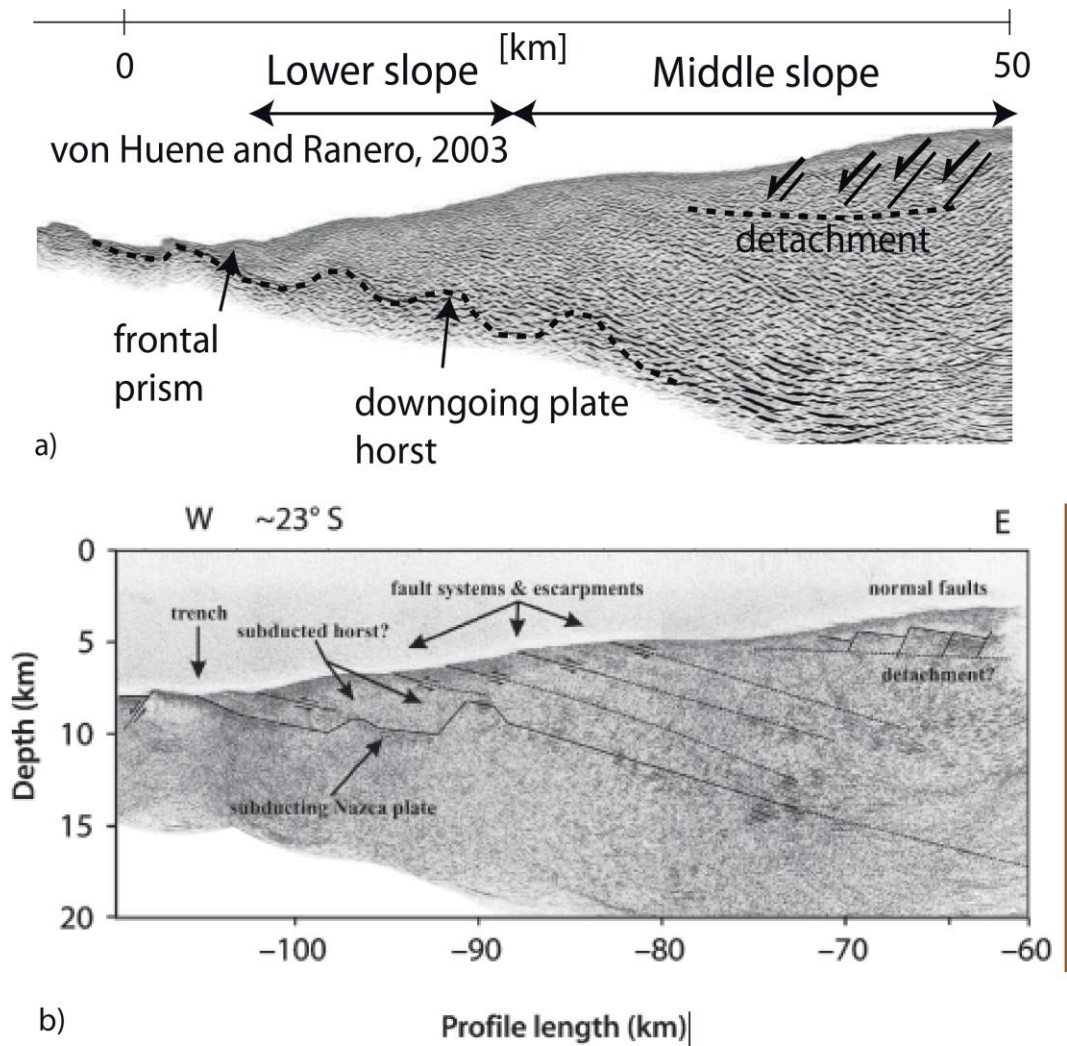 [km]
0
50
Lower slope
Middle slope
von Huene and Ranero, 2003
detachment
frontal
prism
downgoing plate
horst
a)
W
~23° S
E
0
5
10
15
20
Depth (km)
fault systems & escarpments
normal faults
trench
subducted horst?
detachment?
subducting Nazca plate
–100
–90
–80
–70
–60
b)
Profile length (km)